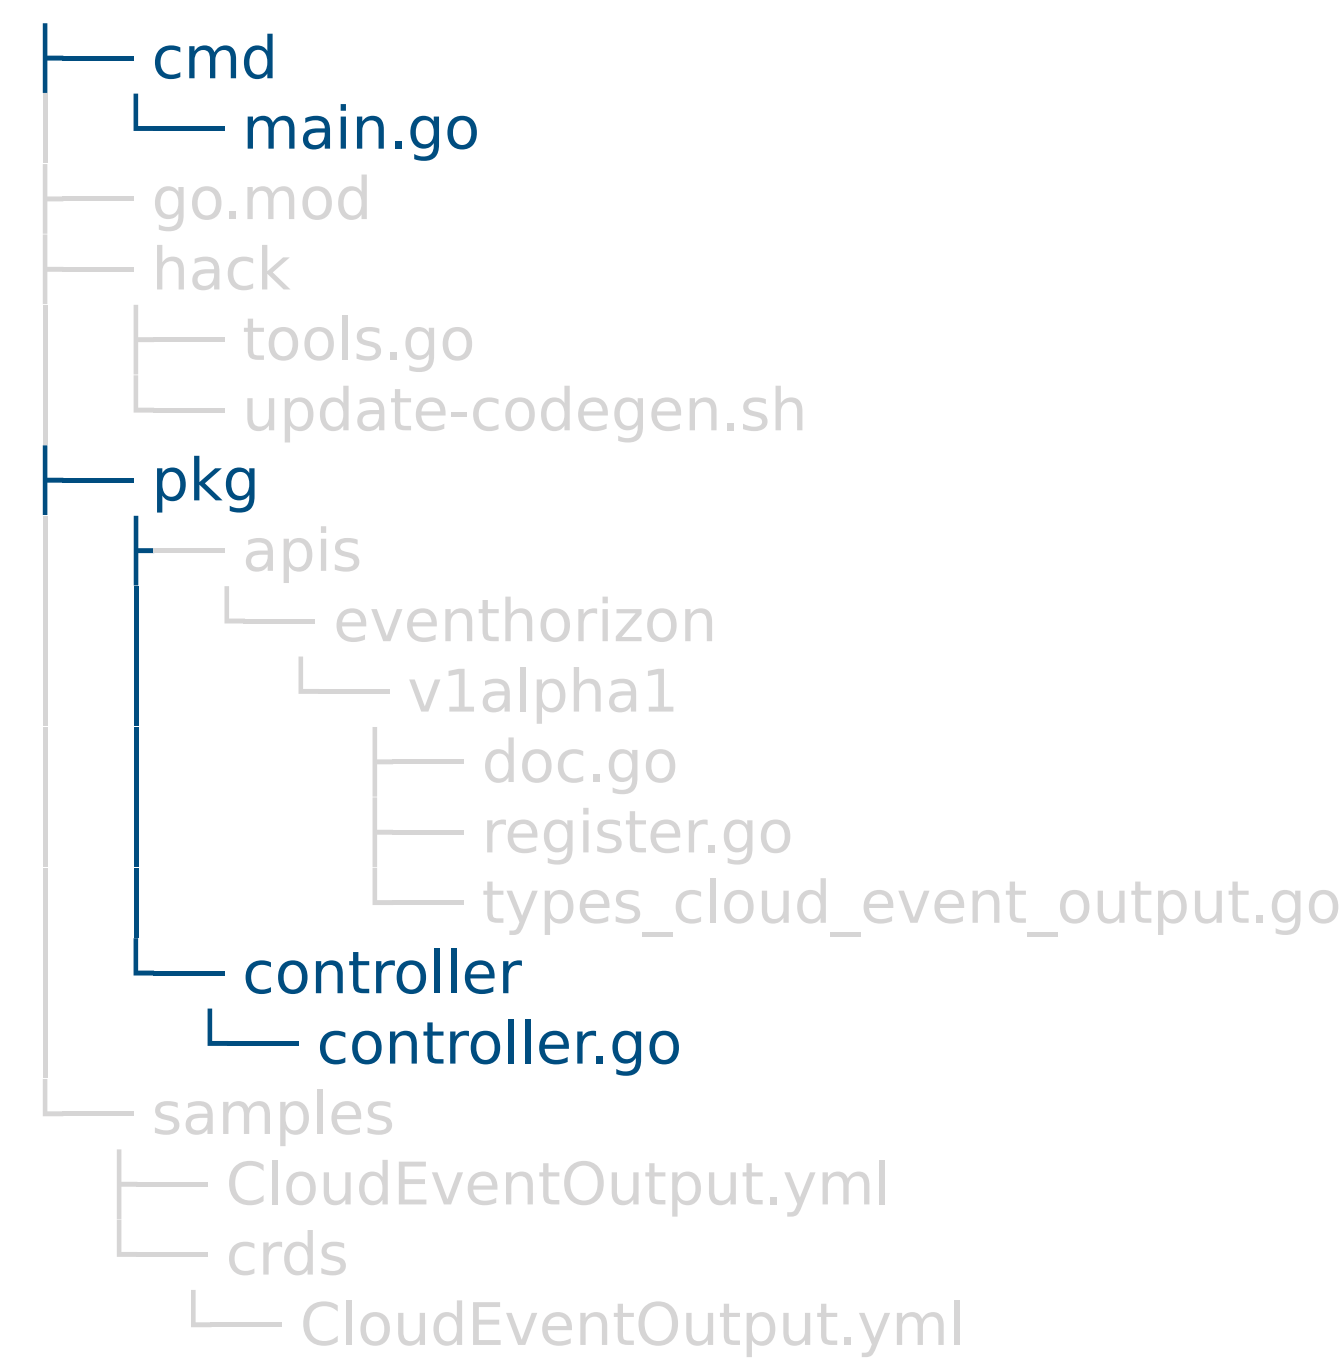 ├── cmd
│   └── main.go
├── go.mod
├── hack
│   ├── tools.go
│   └── update-codegen.sh
├── pkg
│   ├── apis
│   │   └── eventhorizon
│   │       └── v1alpha1
│   │           ├── doc.go
│   │           ├── register.go
│   │           └── types_cloud_event_output.go
│   └── controller
│       └── controller.go
└── samples
    ├── CloudEventOutput.yml
    └── crds
        └── CloudEventOutput.yml